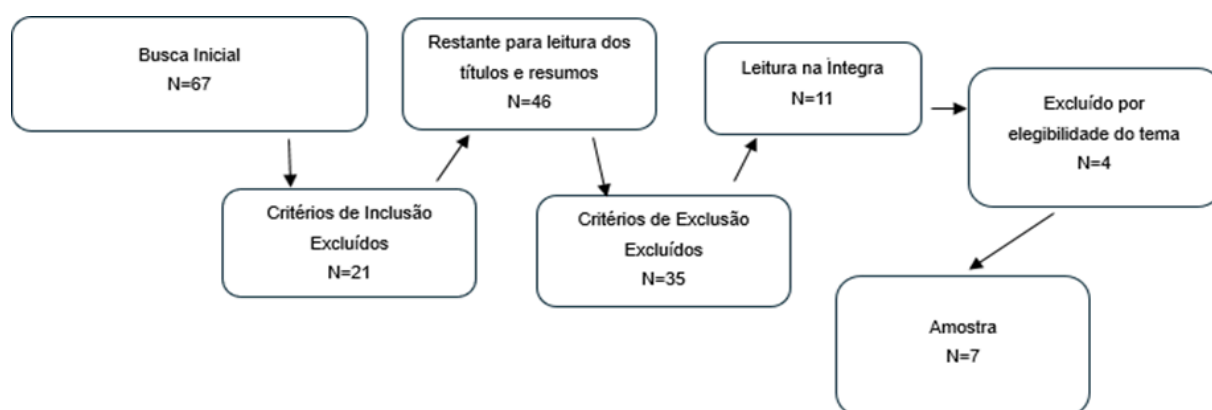 Busca Inicial
N=67
Critérios de Inclusão
Excluídos
N=21
Restante para leitura dos
títulos e resumos
N=46
Critérios de Exclusão
Excluídos
N=35
Leitura na Ìntegra
N=11
Excluído por
elegibilidade do tema
N=4
Amostra
N=7